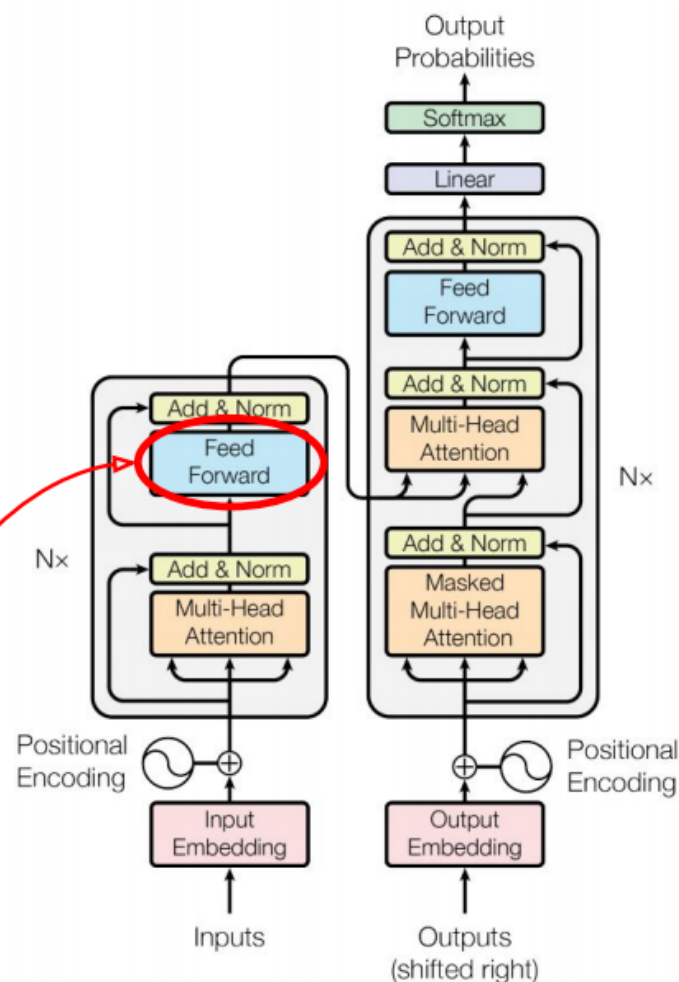 Output
Probabilities
Softmax
Linear
Add & Norm
Feed
Forward
Add & Norm
Multi-Head
Attention
Add & Norm
Masked
Multi-Head
Attention
Nx
Add & Norm
Feed
Forward
Add & Norm
Multi-Head
Attention
Nx
Positional
Encoding
Positional
Encoding
Input
Embedding
Output
Embedding
Inputs
Outputs
(shifted right)